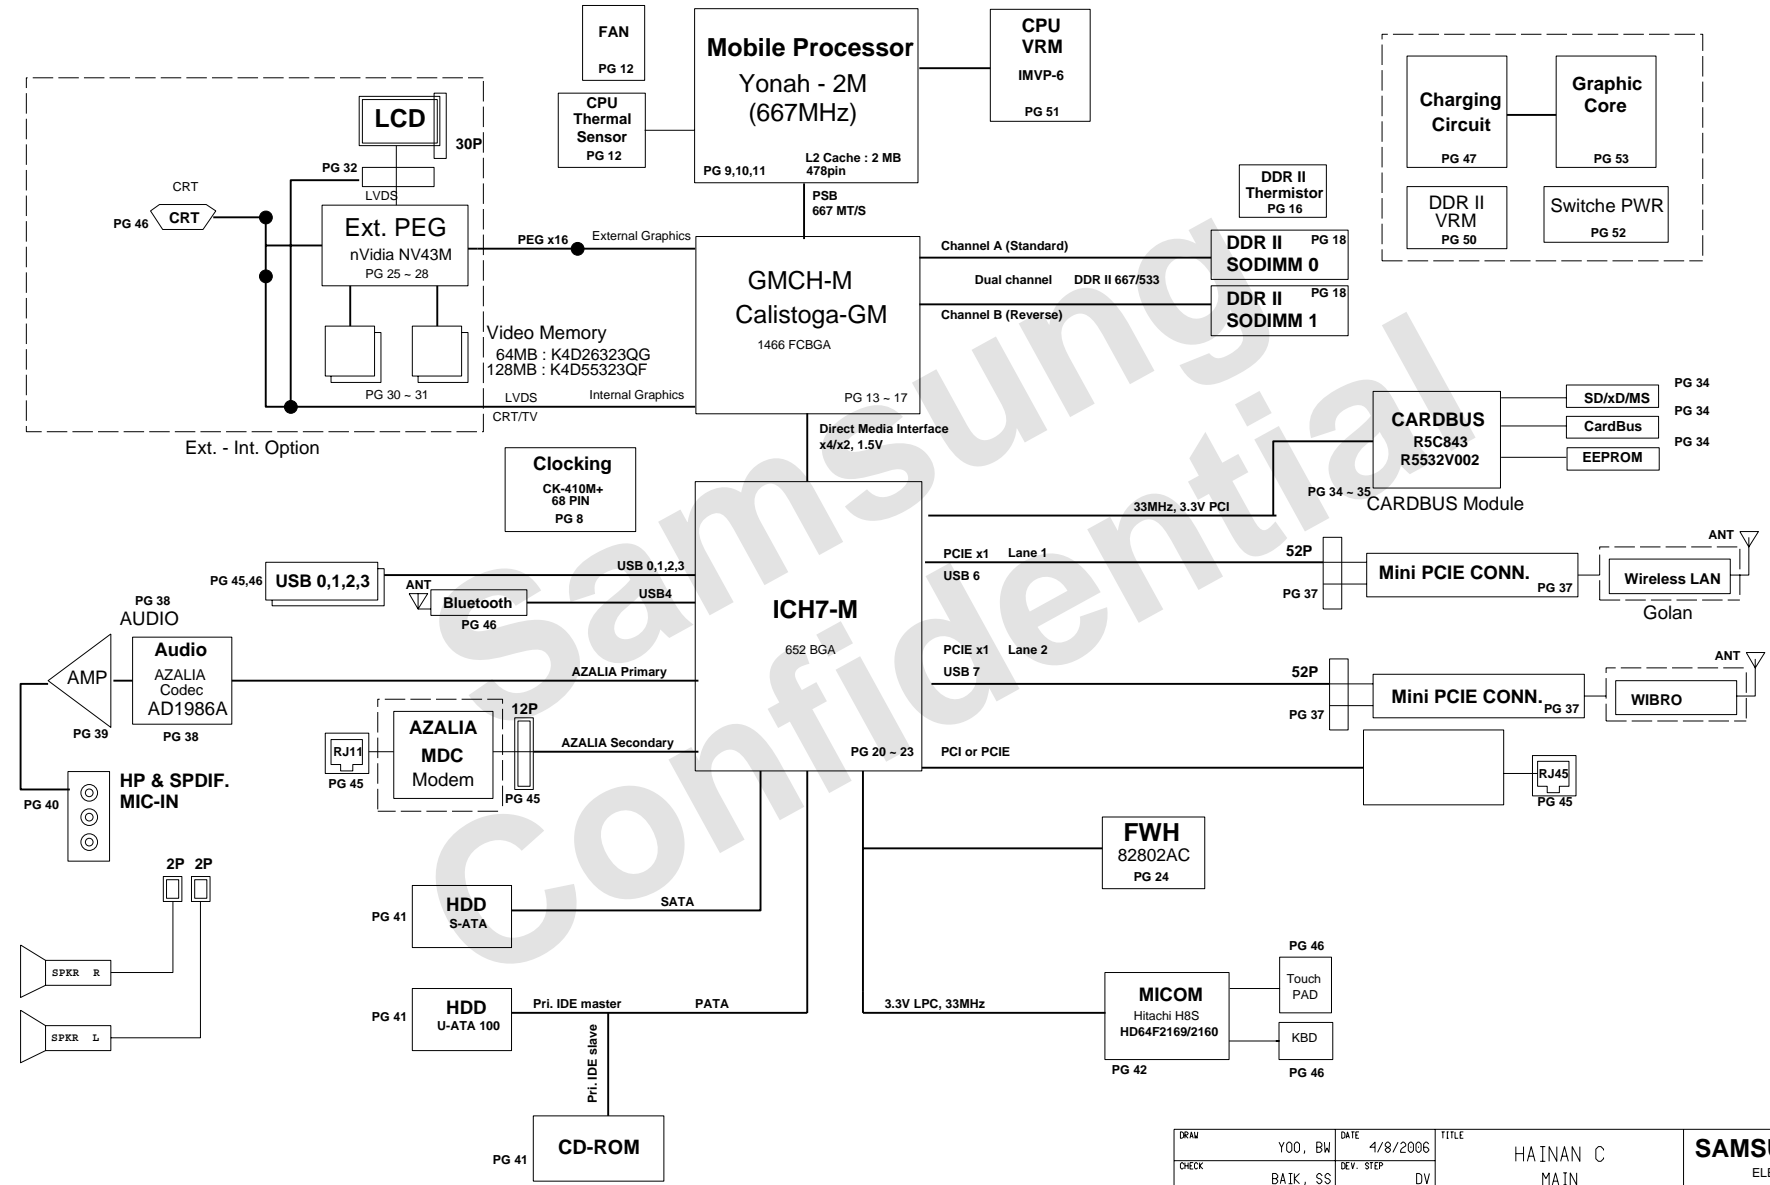 FAN
PG 12
CPU
Thermal
Sensor
PG 12
Mobile Processor
Yonah - 2M
(667MHz)
L2 Cache : 2 MB
PG 9,10,11
478pin
CPU
VRM
IMVP-6
PG 51
Charging
Circuit
PG 47
Graphic
Core
PG 53
DDR II
VRM
PG 50
Switche PWR
PG 52
LCD
30P
PG 32
LVDS
CRT
PG 46
CRT
Ext. PEG
nVidia NV43M
PG 25 ~ 28
PEG x16
External Graphics
Video Memory
64MB : K4D26323QG
128MB : K4D55323QF
PG 30 ~ 31
LVDS
CRT/TV
Internal Graphics
Ext. - Int. Option
PSB
667 MT/S
GMCH-M
Calistoga-GM
1466 FCBGA
PG 13 ~ 17
DDR II
Thermistor
PG 16
Channel A (Standard)
Dual channel DDR II 667/533
Channel B (Reverse)
DDR II PG 18
SODIMM 0
DDR II PG 18
SODIMM 1
Direct Media Interface
x4/x2, 1.5V
Clocking
CK-410M+
68 PIN
PG 8
CARDBUS
R5C843
R5532V002
PG 34 ~ 35
CARDBUS Module
PG 34
SD/xD/MS
PG 34
CardBus
PG 34
EEPROM
33MHz, 3.3V PCI
ICH7-M
652 BGA
PG 20 ~ 23
PCIE x1 Lane 1
USB 6
52P
PG 37
Mini PCIE CONN.
PG 37
ANT
Wireless LAN
Golan
PCIE x1 Lane 2
USB 7
52P
PG 37
Mini PCIE CONN.
PG 37
ANT
WIBRO
PCI or PCIE
RJ45
PG 45
PG 45,46
USB 0,1,2,3
USB 0,1,2,3
ANT
Bluetooth
PG 46
USB4
PG 38
AUDIO
Audio
AZALIA
Codec
AD1986A
PG 38
AMP
PG 39
AZALIA Primary
12P
AZALIA
MDC
Modem
RJ11
PG 45
PG 45
AZALIA Secondary
PG 40
HP & SPDIF.
MIC-IN
2P 2P
SPKR R
SPKR L
PG 41
HDD
S-ATA
SATA
PG 41
HDD
U-ATA 100
Pri. IDE master
PATA
Pri. IDE slave
PG 41
CD-ROM
FWH
82802AC
PG 24
3.3V LPC, 33MHz
MICOM
Hitachi H8S
HD64F2169/2160
PG 42
PG 46
Touch
PAD
KBD
PG 46
Samsung
Confidential
DRAW
YOO, BW
DATE
4/8/2006
TITLE
HAINAN C
MAIN
CHECK
BAIK, SS
DEV. STEP
DV